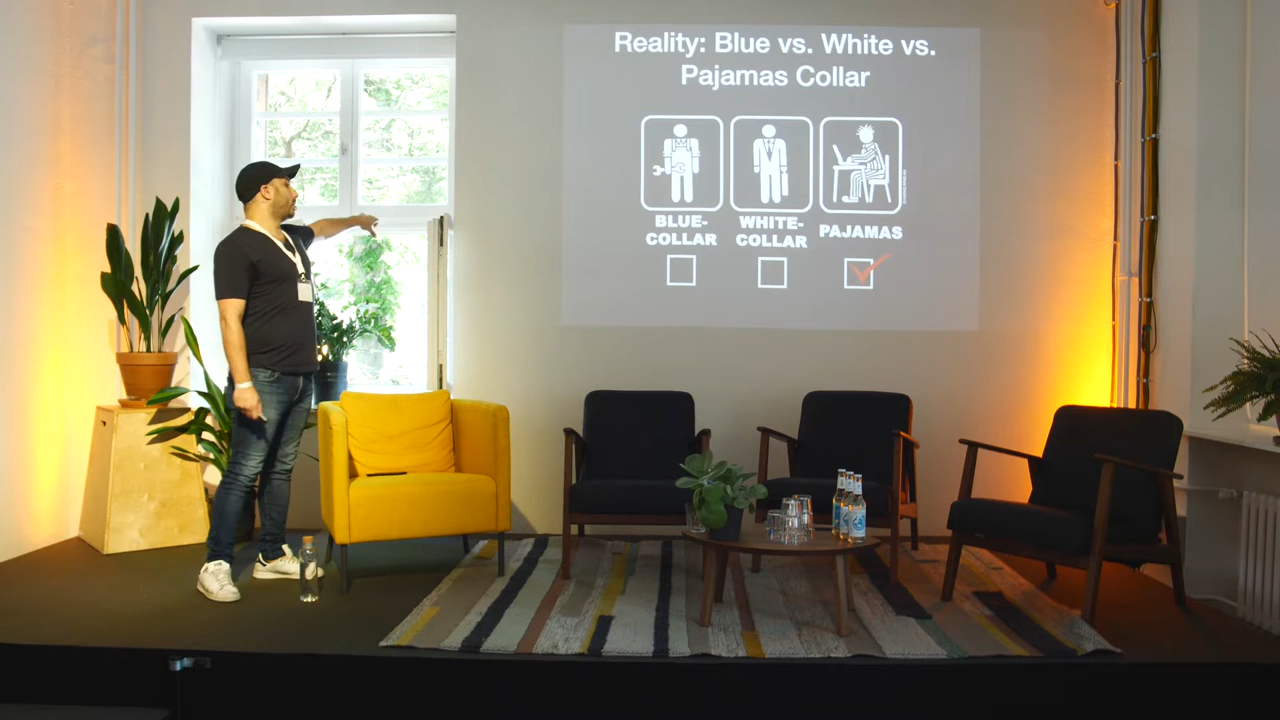 Reality: Blue vs. White vs.
Pajamas Collar
BLUE-
COLLAR
WHITE-
COLLAR
PAJAMAS